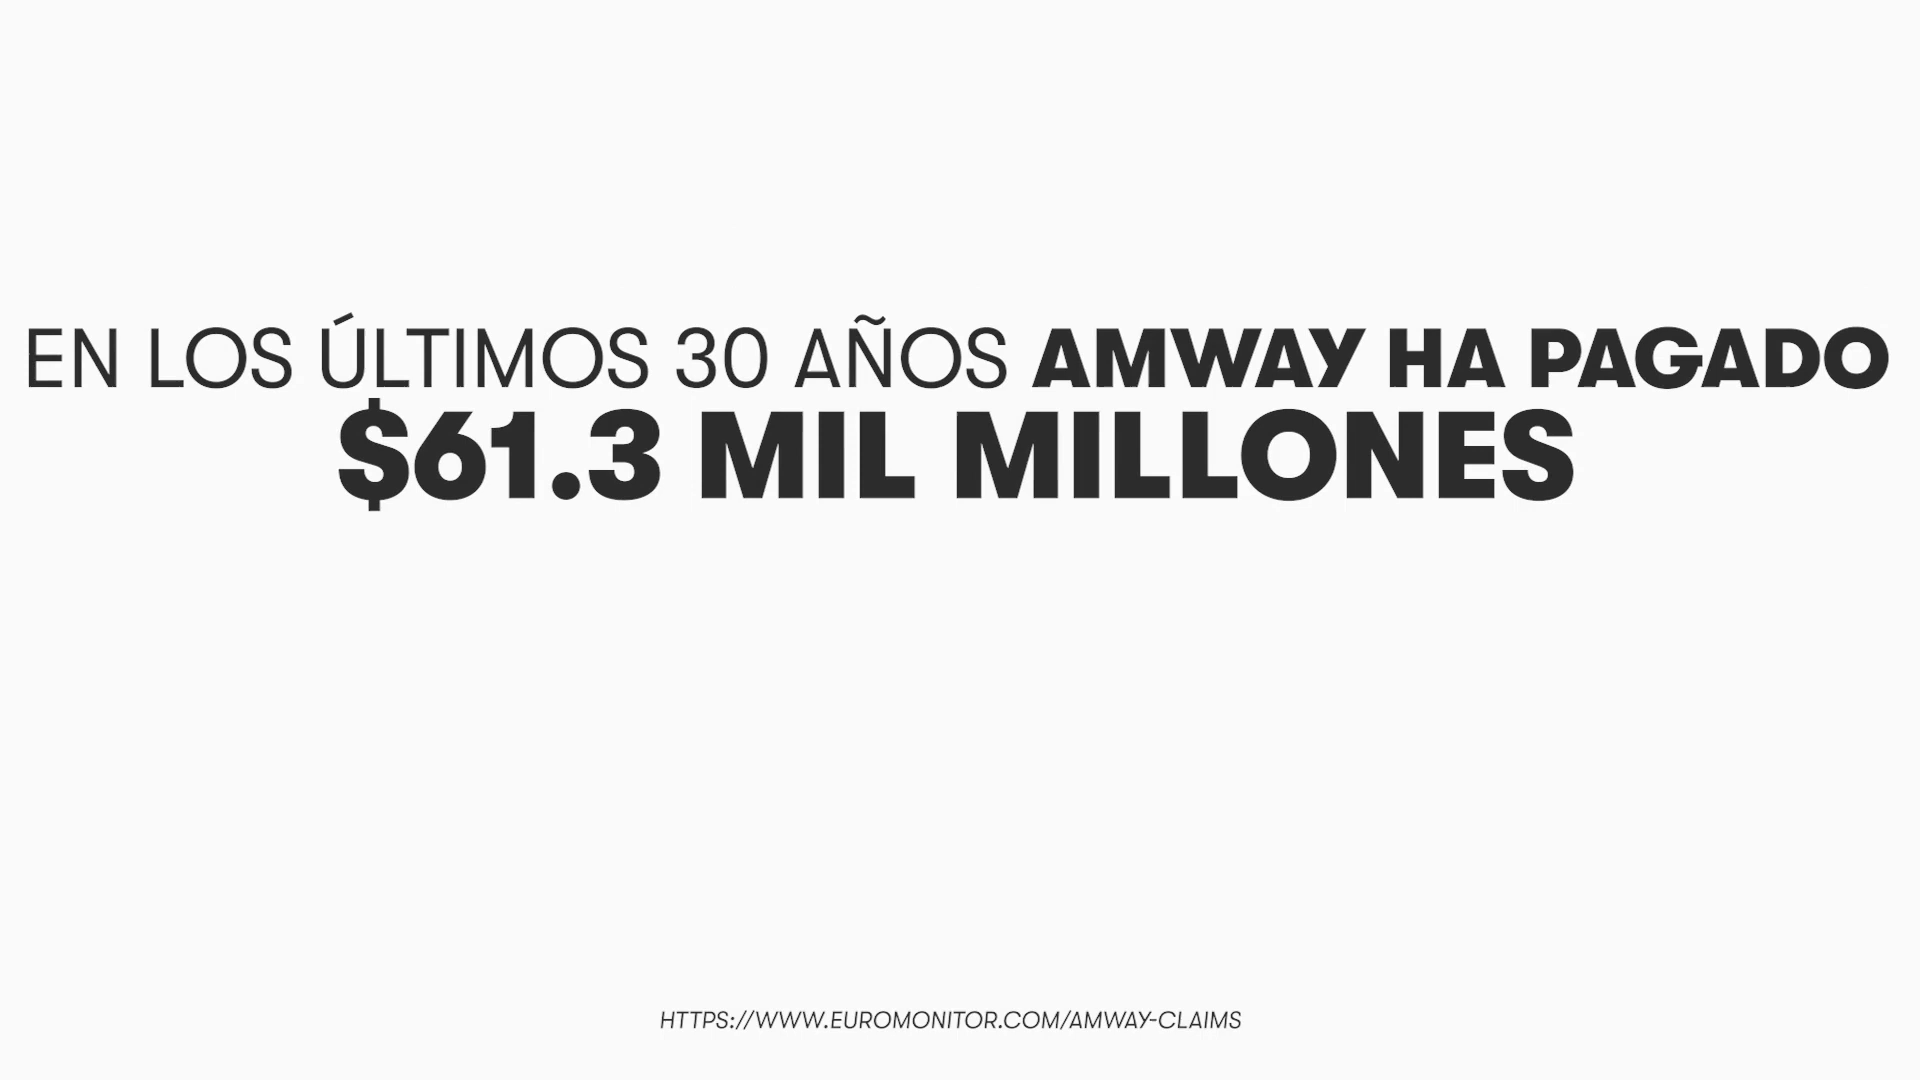 EN LOS ÚLTIMOS 30 AÑOS AMWAY HA PAGADO
$61.3 MIL MILLONES
HTTPS://WWW.EUROMONITOR.COM/AMWAY-CLAIMS